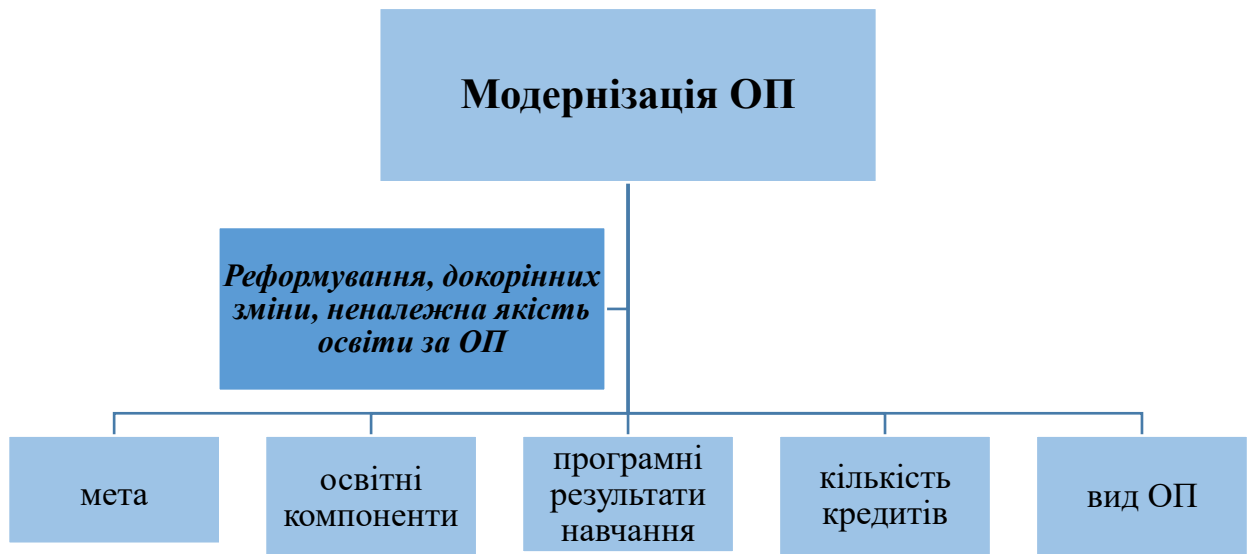 Модернізація ОП
Реформування, докорінних
зміни, неналежна якість
освіти за ОП
мета
освітні
компоненти
програмні
результати
навчання
кількість
кредитів
вид ОП